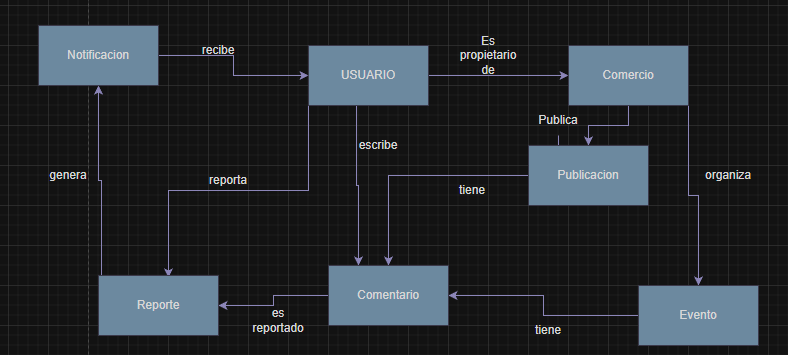 Notificacion
recibe
USUARIO
Es
propietario
de
Comercio
Publica
escribe
Publicacion
genera
reporta
tiene
organiza
Reporte
es
reportado
Comentario
tiene
Evento